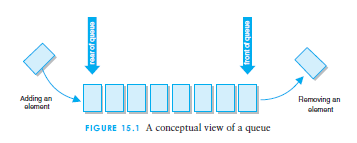 rear of queue
front of queue
Adding an
element
Removing an
element
FIGURE 15.1 A conceptual view of a queue